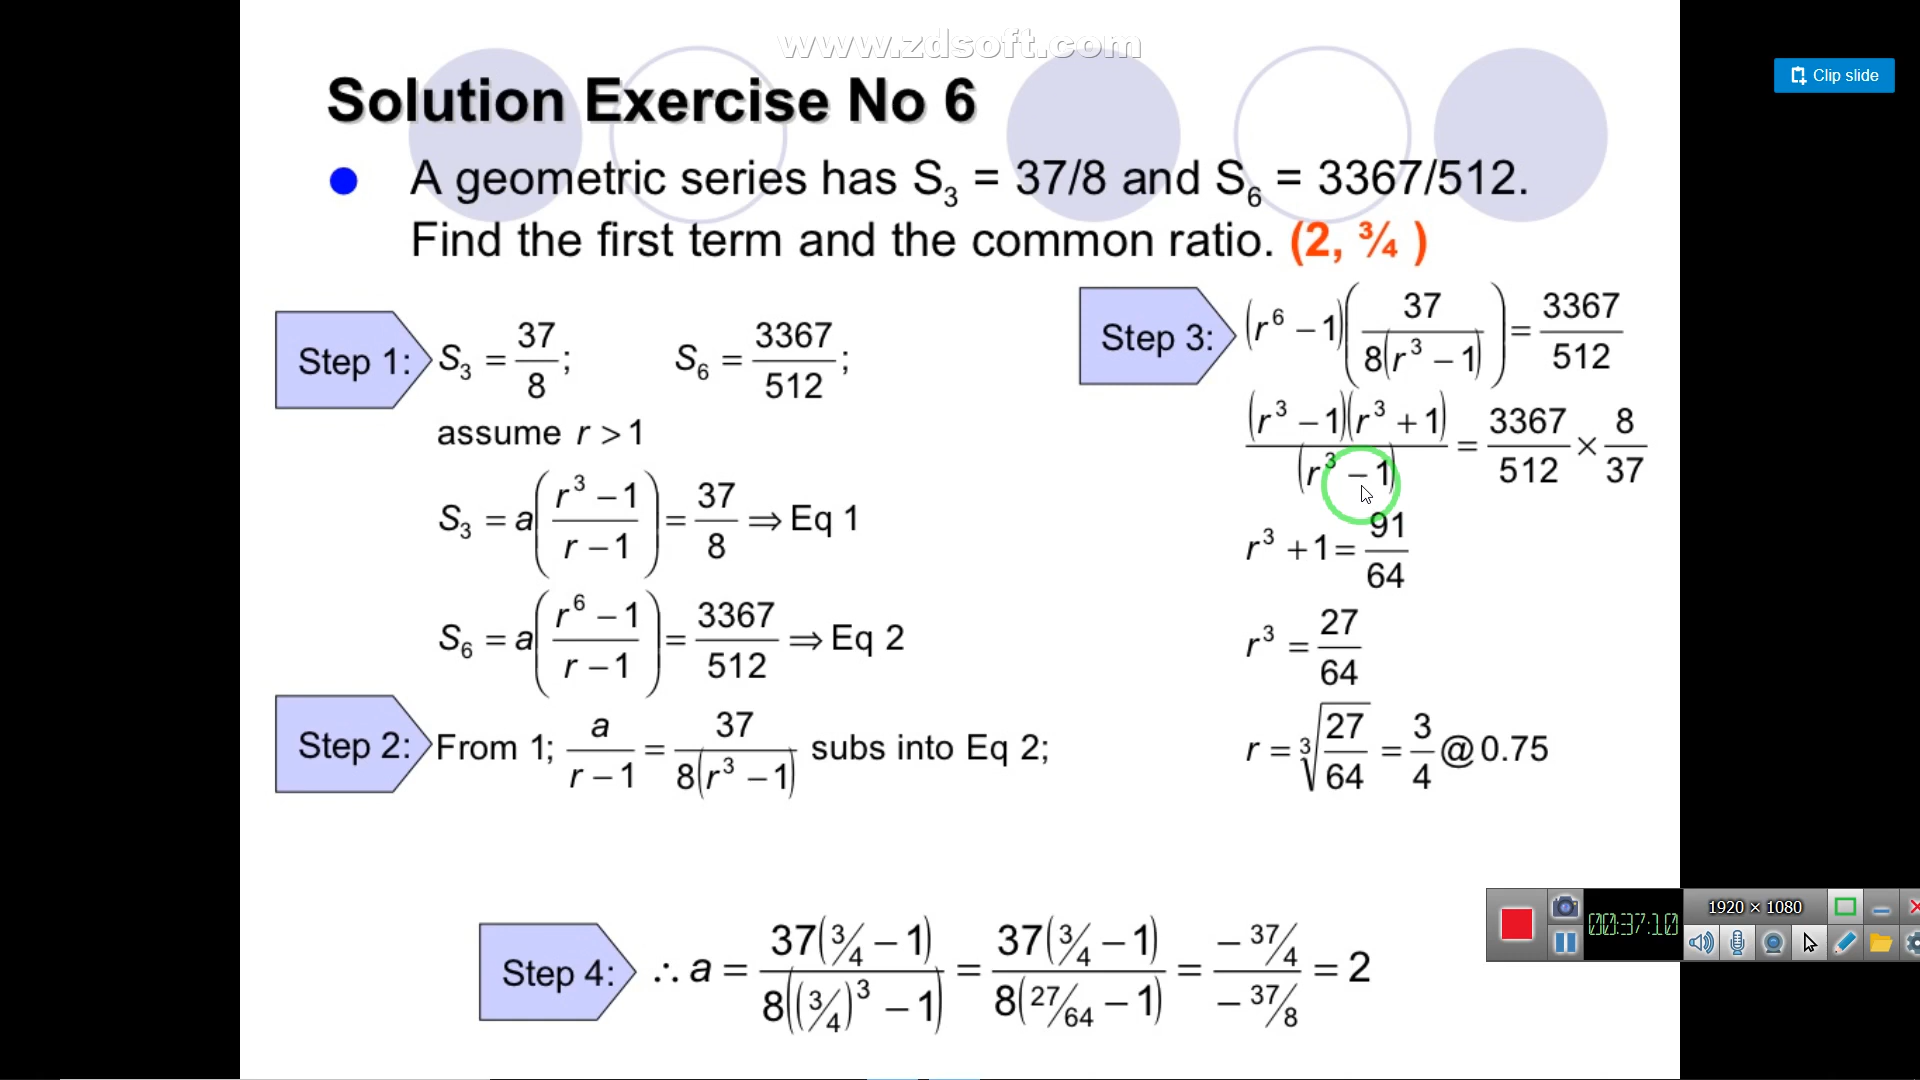 www.zdsoft.com
Clip slide
Solution Exercise No 6
A geometric series has S₃ = 37/8 and S₆ = 3367/512.
Find the first term and the common ratio. (2, ¾ )
Step 1: S₃ = 37/8; S₆ = 3367/512;
assume r > 1
S₃ = a((r³ − 1)/(r − 1)) = 37/8 ⇒ Eq 1
S₆ = a((r⁶ − 1)/(r − 1)) = 3367/512 ⇒ Eq 2
Step 2: From 1; a/(r − 1) = 37/(8(r³ − 1)) subs into Eq 2;
Step 3: (r⁶ − 1)(37/(8(r³ − 1))) = 3367/512
(r³ − 1)(r³ + 1)/(r³ − 1) = 3367/512 × 8/37
r³ + 1 = 91/64
r³ = 27/64
r = ³√(27/64) = 3/4 @ 0.75
Step 4: ∴ a = 37(3/4 − 1)/(8((3/4)³ − 1)) = 37(3/4 − 1)/(8(27/64 − 1)) = (− 37/4)/(− 37/8) = 2
1920 × 1080
00:37:10